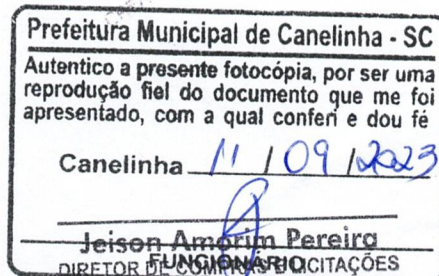 Prefeitura Municipal de Canelinha - SC
Autentico a presente fotocópia, por ser uma
reprodução fiel do documento que me foi
apresentado, com a qual conferi e dou fé
Canelinha 11 / 09 / 2023
Jeison Amorim Pereira
FUNCIONÁRIO
DIRETOR DE COMPRAS E LICITAÇÕES